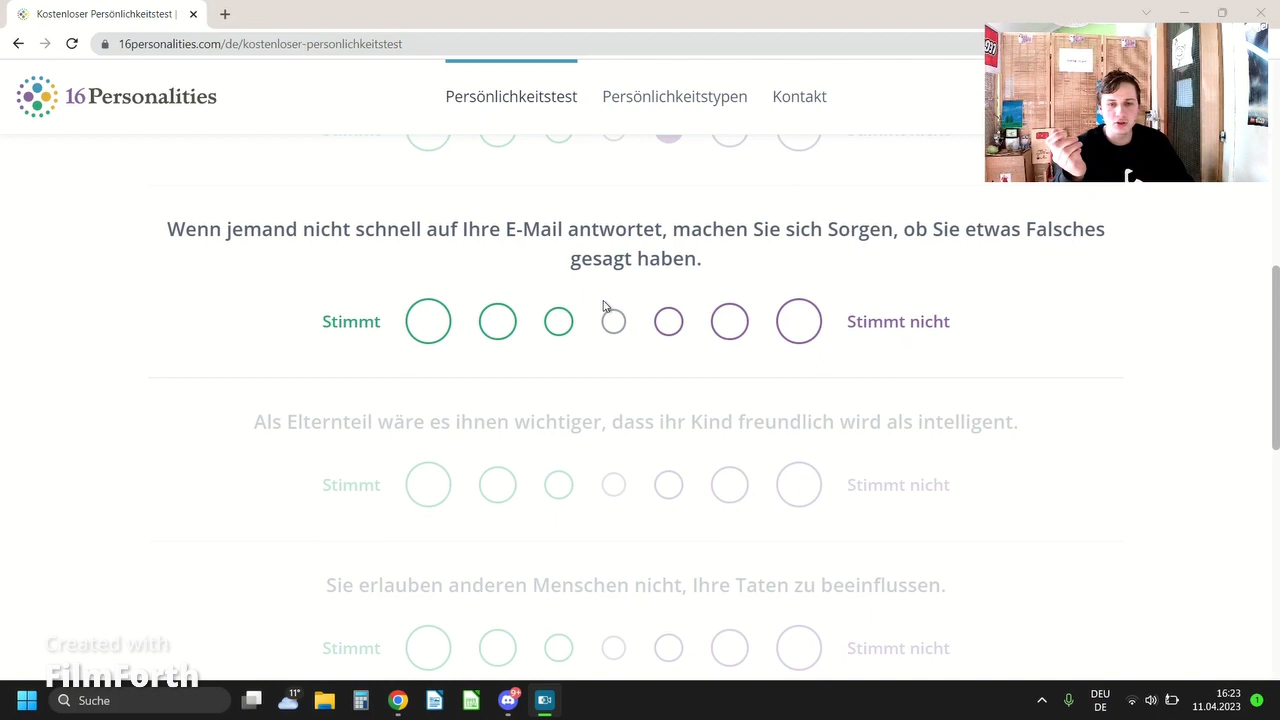 Kostenloser Persönlichkeitstest |
16personalities.com/de/kostenloser-personlichkeitstest
16Personalities
Persönlichkeitstest
Persönlichkeitstypen
Kontakt
Wenn jemand nicht schnell auf Ihre E-Mail antwortet, machen Sie sich Sorgen, ob Sie etwas Falsches
gesagt haben.
Stimmt
Stimmt nicht
Als Elternteil wäre es ihnen wichtiger, dass ihr Kind freundlich wird als intelligent.
Stimmt
Stimmt nicht
Sie erlauben anderen Menschen nicht, Ihre Taten zu beeinflussen.
Stimmt
Stimmt nicht
Created with
FilmForth
Suche
11°
9+
DEU
DE
16:23
11.04.2023
1